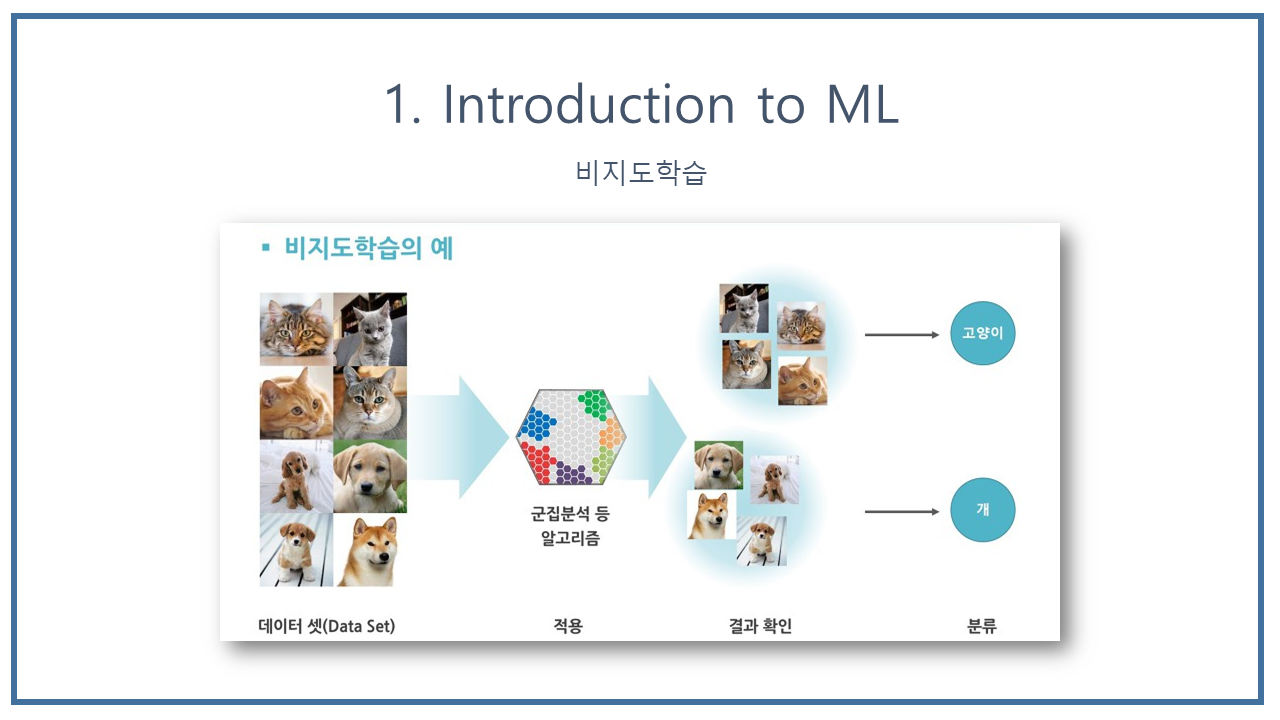 1. Introduction to ML
비지도학습
▪ 비지도학습의 예
고양이
개
군집분석 등
알고리즘
데이터 셋(Data Set)
적용
결과 확인
분류